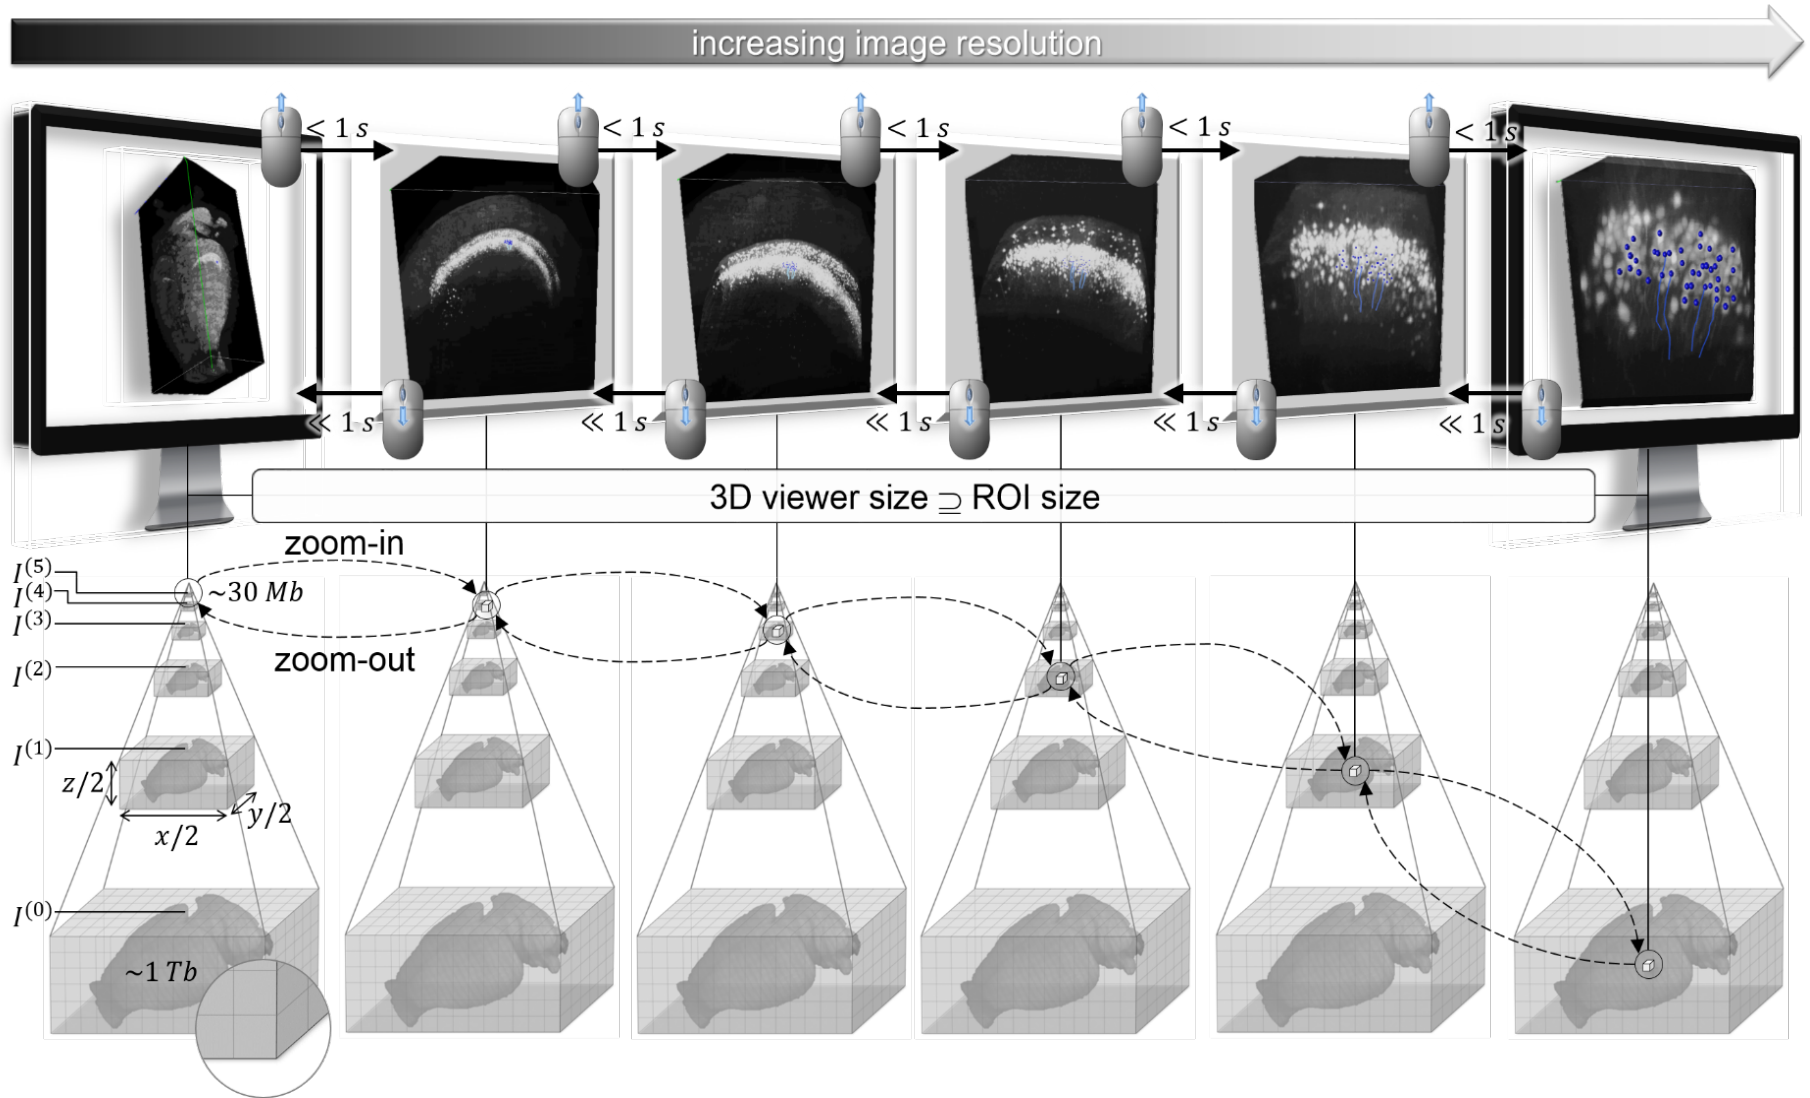 increasing image resolution
< 1 s
< 1 s
< 1 s
< 1 s
< 1 s
≪ 1 s
≪ 1 s
≪ 1 s
≪ 1 s
≪ 1 s
3D viewer size ⊇ ROI size
zoom-in
I(5)
~30 Mb
I(4)
I(3)
zoom-out
I(2)
I(1)
z/2
y/2
x/2
I(0)
~1 Tb